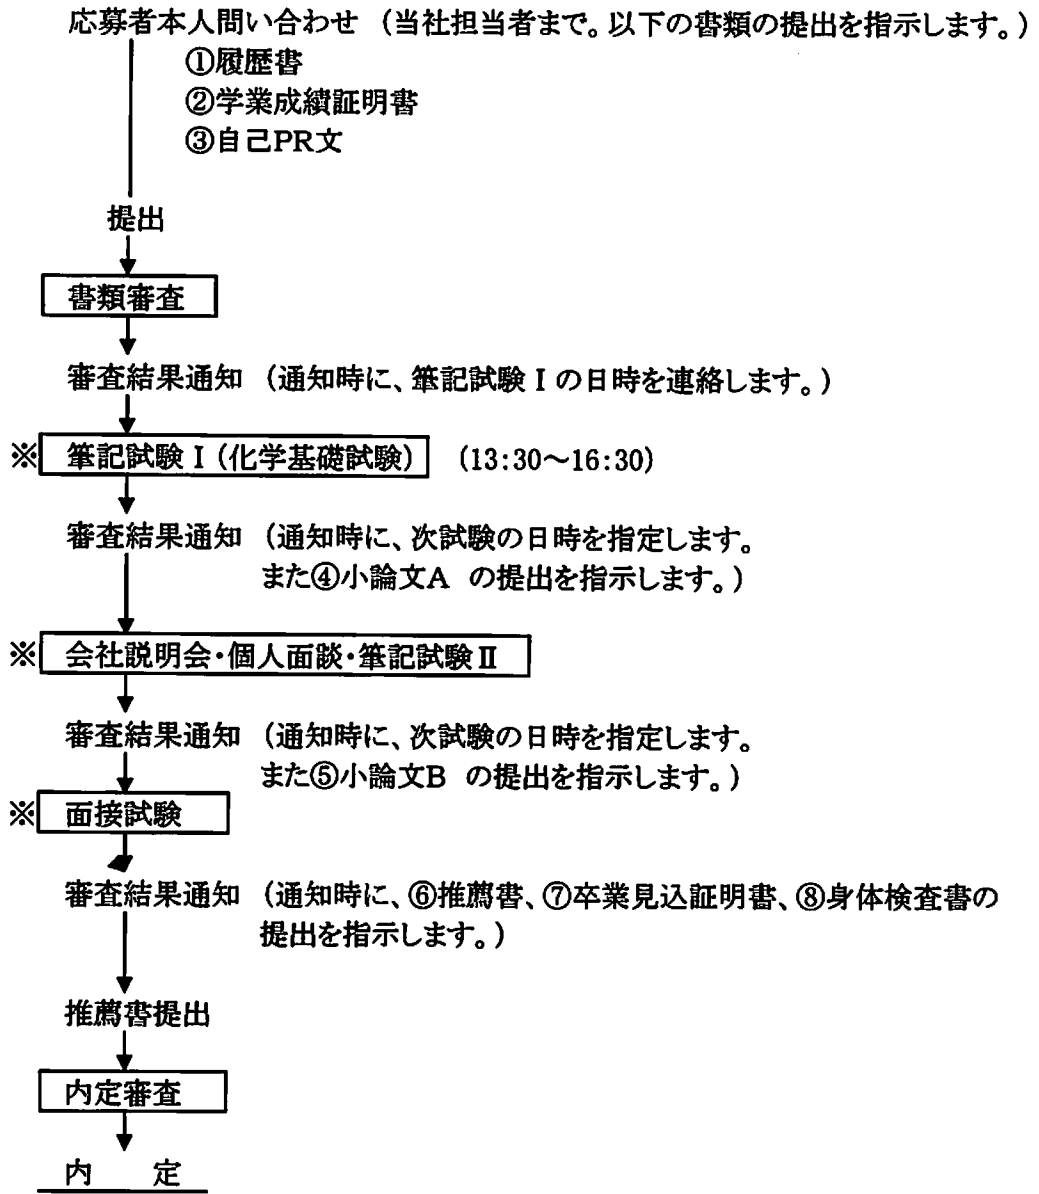 応募者本人問い合わせ （当社担当者まで。以下の書類の提出を指示します。）
①履歴書
②学業成績証明書
③自己PR文
提出
書類審査
審査結果通知 （通知時に、筆記試験Ⅰの日時を連絡します。）
※ 筆記試験Ⅰ（化学基礎試験） （13:30～16:30）
審査結果通知 （通知時に、次試験の日時を指定します。
また④小論文A の提出を指示します。）
※ 会社説明会・個人面談・筆記試験Ⅱ
審査結果通知 （通知時に、次試験の日時を指定します。
また⑤小論文B の提出を指示します。）
※ 面接試験
審査結果通知 （通知時に、⑥推薦書、⑦卒業見込証明書、⑧身体検査書の
提出を指示します。）
推薦書提出
内定審査
内 定